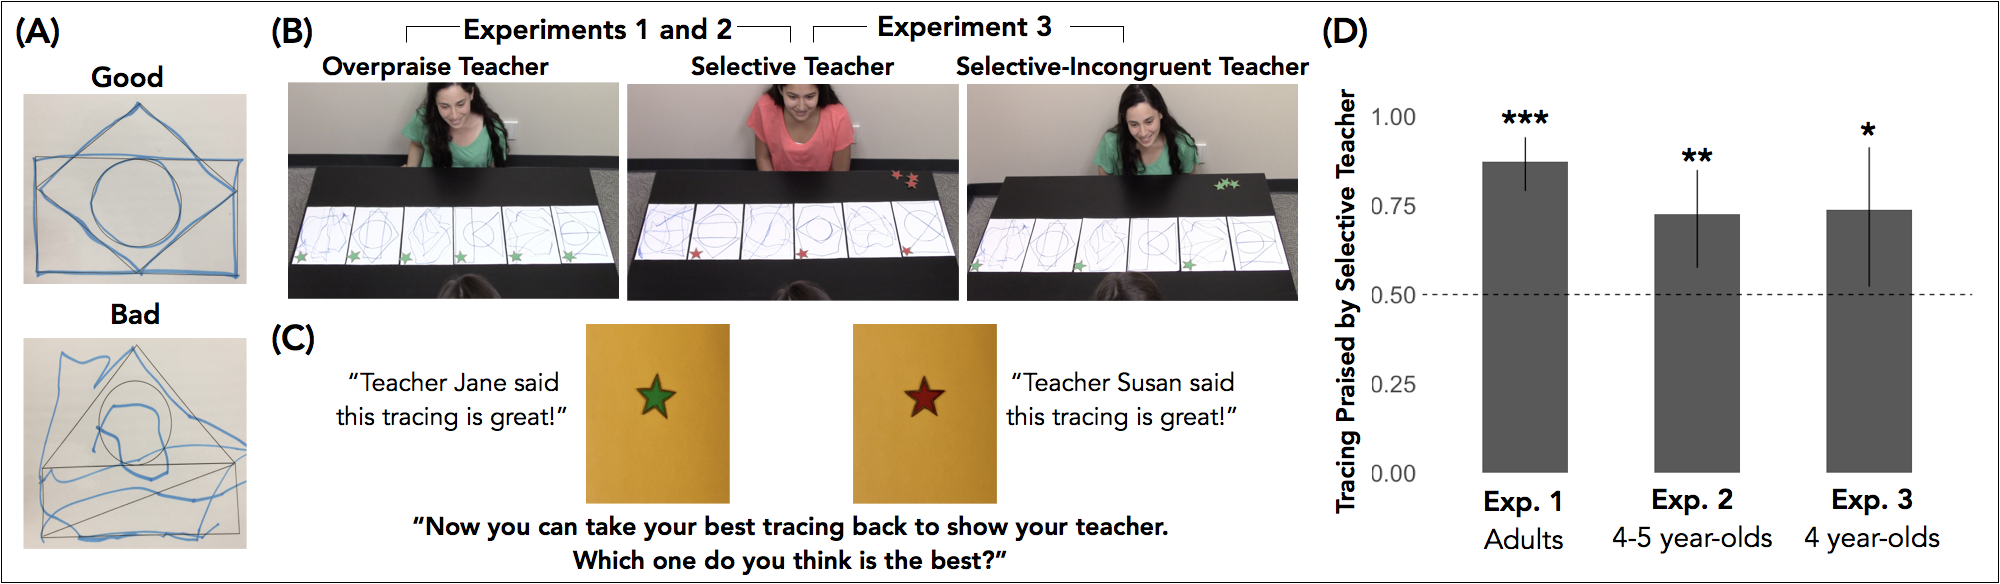 (A)
Good
Bad
(B)
Experiments 1 and 2
Experiment 3
Overpraise Teacher
Selective Teacher
Selective-Incongruent Teacher
(C)
“Teacher Jane said
this tracing is great!”
“Teacher Susan said
this tracing is great!”
“Now you can take your best tracing back to show your teacher.
Which one do you think is the best?”
(D)
Tracing Praised by Selective Teacher
1.00
0.75
0.50
0.25
0.00
***
**
*
Exp. 1
Adults
Exp. 2
4-5 year-olds
Exp. 3
4 year-olds